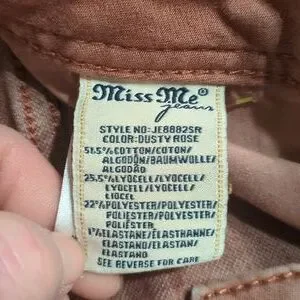 Miss Me
jeans
STYLE NO:JE8882SR
COLOR:DUSTY ROSE
51.5%COTTON/COTON/
ALGODÓN/BAUMWOLLE/
ALGODÃO
25.5%LYOCELL/LYOCELL/
LYOCELL/LYOCELL/
LIOCEL
22%POLYESTER/POLYESTER/
POLIÉSTER/POLYESTER/
POLIÉSTER
1%ELASTANE/ÉLASTHANNE/
ELASTANO/ELASTAN/
ELASTANO
SEE REVERSE FOR CARE